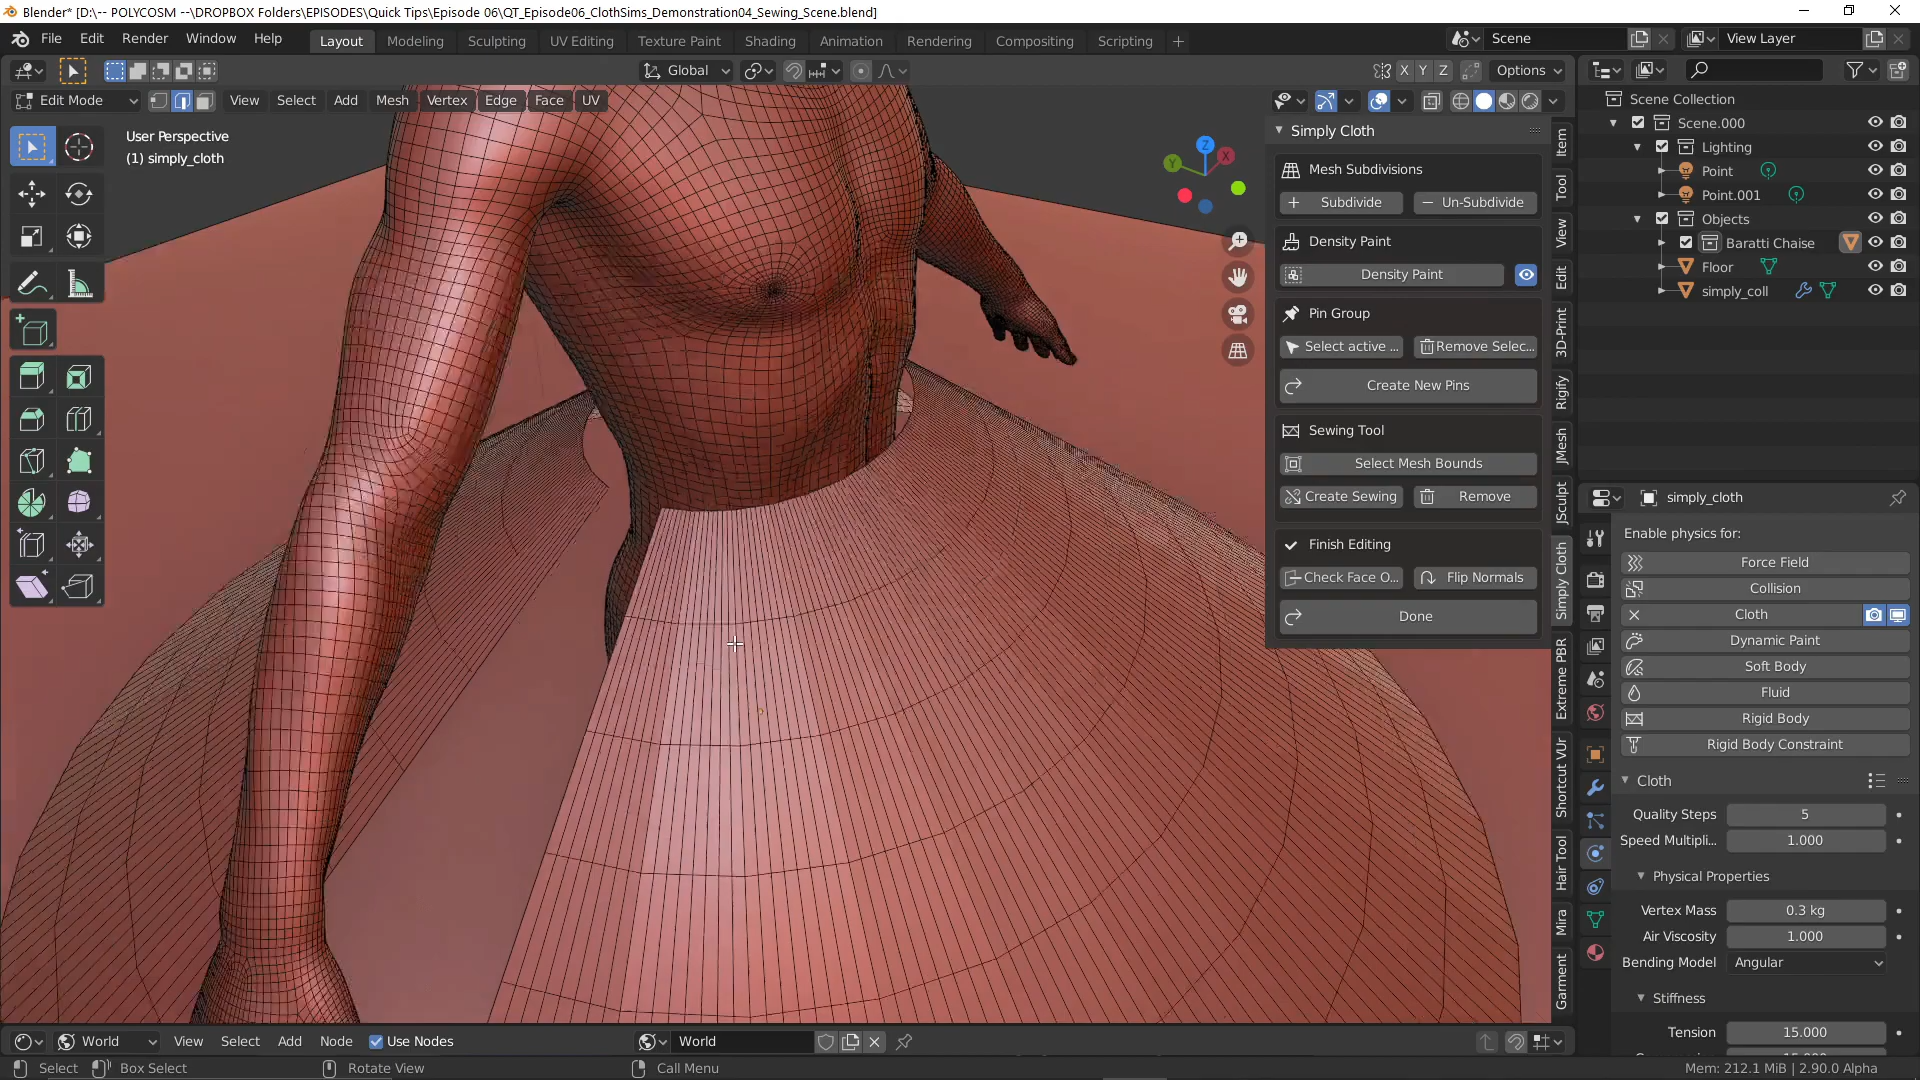 Blender* [D:\-- POLYCOSM --\DROPBOX Folders\EPISODES\Quick Tips\Episode 06\QT_Episode06_ClothSims_Demonstration04_Sewing_Scene.blend]
File Edit Render Window Help
Layout Modeling Sculpting UV Editing Texture Paint Shading Animation Rendering Compositing Scripting +
Scene
View Layer
Global
X Y Z
Options
Edit Mode
View Select Add Mesh Vertex Edge Face UV
User Perspective
(1) simply_cloth
Z
Y
X
Simply Cloth
Mesh Subdivisions
Subdivide
Un-Subdivide
Density Paint
Density Paint
Pin Group
Select active ...
Remove Selec...
Create New Pins
Sewing Tool
Select Mesh Bounds
Create Sewing
Remove
Finish Editing
Check Face O...
Flip Normals
Done
Item
Tool
View
Edit
3D-Print
Rigify
JMesh
JSculpt
Simply Cloth
Extreme PBR
Shortcut VUr
Hair Tool
Mira
Garment
Scene Collection
Scene.000
Lighting
Point
Point.001
Objects
Baratti Chaise
Floor
simply_coll
simply_cloth
Enable physics for:
Force Field
Collision
Cloth
Dynamic Paint
Soft Body
Fluid
Rigid Body
Rigid Body Constraint
Cloth
Quality Steps 5
Speed Multipli... 1.000
Physical Properties
Vertex Mass 0.3 kg
Air Viscosity 1.000
Bending Model Angular
Stiffness
Tension 15.000
World
View Select Add Node Use Nodes
World
Select
Box Select
Rotate View
Call Menu
Mem: 212.1 MiB | 2.90.0 Alpha